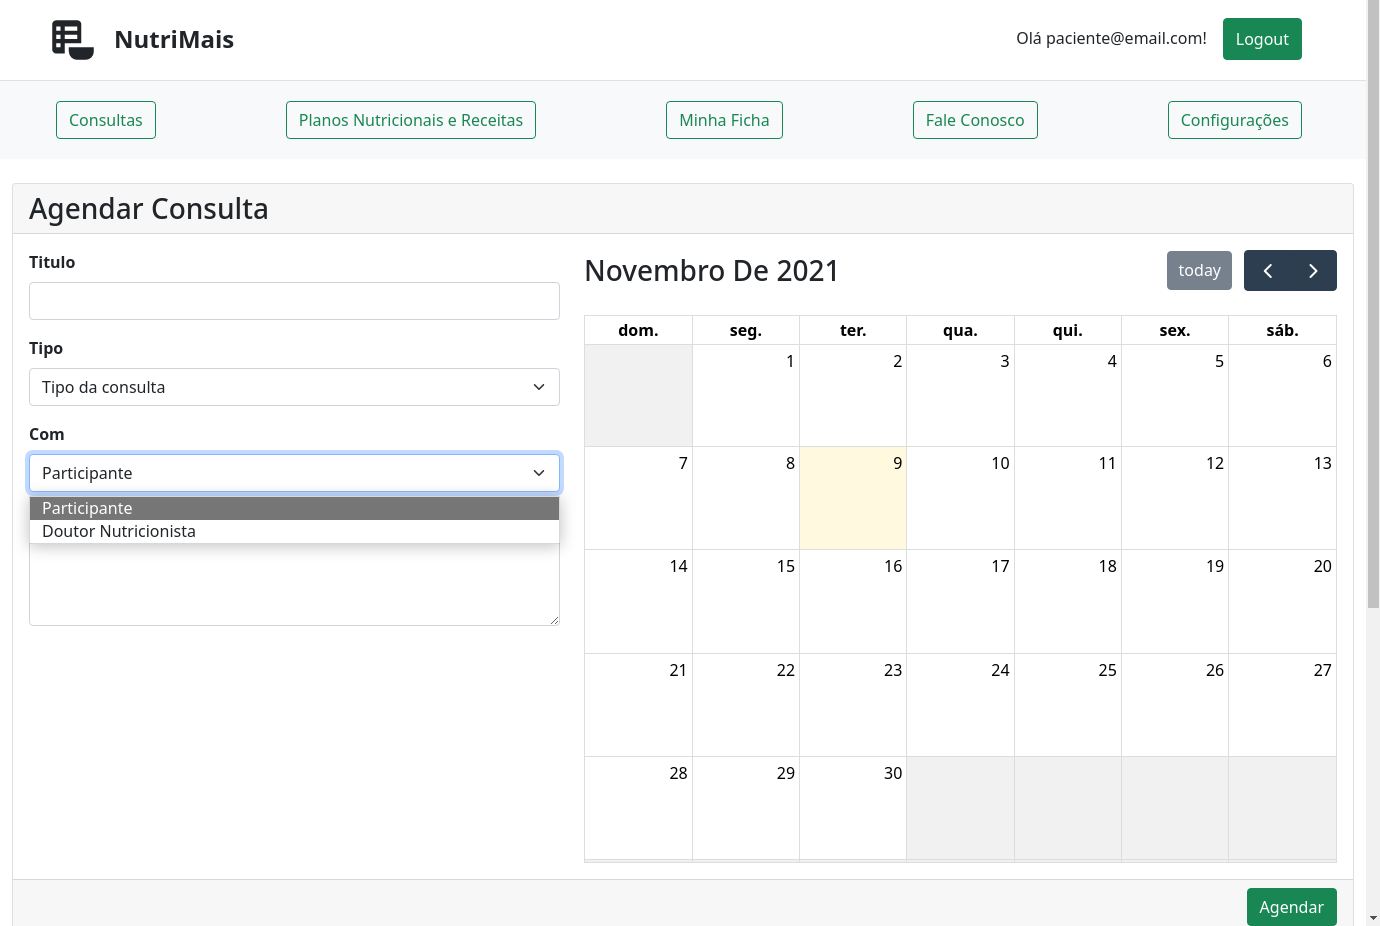 NutriMais
Olá paciente@email.com!
Logout
Consultas
Planos Nutricionais e Receitas
Minha Ficha
Fale Conosco
Configurações
Agendar Consulta
Titulo
Tipo
Tipo da consulta
Com
Participante
Participante
Doutor Nutricionista
Novembro De 2021
today
dom. seg. ter. qua. qui. sex. sáb.
1 2 3 4 5 6
7 8 9 10 11 12 13
14 15 16 17 18 19 20
21 22 23 24 25 26 27
28 29 30
Agendar